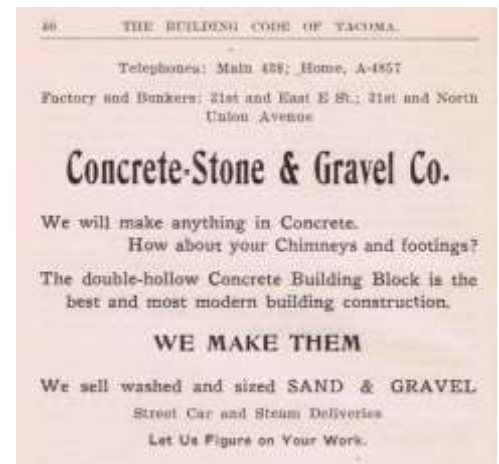 40 THE BUILDING CODE OF TACOMA.
Telephones: Main 438; Home, A-4857
Factory and Bunkers: 21st and East E St.; 21st and North
Union Avenue
Concrete-Stone & Gravel Co.
We will make anything in Concrete.
How about your Chimneys and footings?
The double-hollow Concrete Building Block is the
best and most modern building construction.
WE MAKE THEM
We sell washed and sized SAND & GRAVEL
Street Car and Steam Deliveries
Let Us Figure on Your Work.